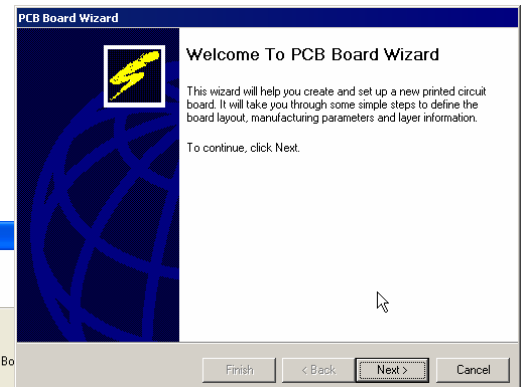 PCB Board Wizard
Welcome To PCB Board Wizard
This wizard will help you create and set up a new printed circuit
board. It will take you through some simple steps to define the
board layout, manufacturing parameters and layer information.
To continue, click Next.
Bo
Finish
< Back
Next >
Cancel